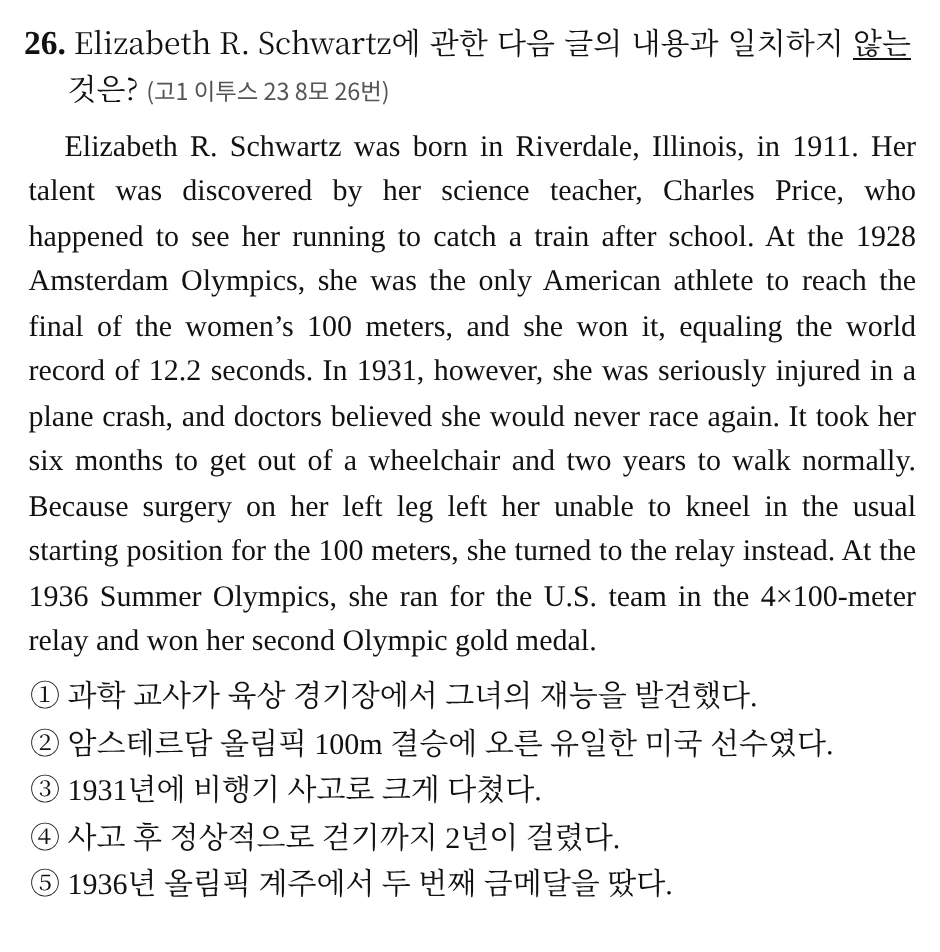 26. Elizabeth R. Schwartz에 관한 다음 글의 내용과 일치하지 않는
것은? (고1 이투스 23 8모 26번)
Elizabeth R. Schwartz was born in Riverdale, Illinois, in 1911. Her
talent was discovered by her science teacher, Charles Price, who
happened to see her running to catch a train after school. At the 1928
Amsterdam Olympics, she was the only American athlete to reach the
final of the women’s 100 meters, and she won it, equaling the world
record of 12.2 seconds. In 1931, however, she was seriously injured in a
plane crash, and doctors believed she would never race again. It took her
six months to get out of a wheelchair and two years to walk normally.
Because surgery on her left leg left her unable to kneel in the usual
starting position for the 100 meters, she turned to the relay instead. At the
1936 Summer Olympics, she ran for the U.S. team in the 4×100-meter
relay and won her second Olympic gold medal.
① 과학 교사가 육상 경기장에서 그녀의 재능을 발견했다.
② 암스테르담 올림픽 100m 결승에 오른 유일한 미국 선수였다.
③ 1931년에 비행기 사고로 크게 다쳤다.
④ 사고 후 정상적으로 걷기까지 2년이 걸렸다.
⑤ 1936년 올림픽 계주에서 두 번째 금메달을 땄다.